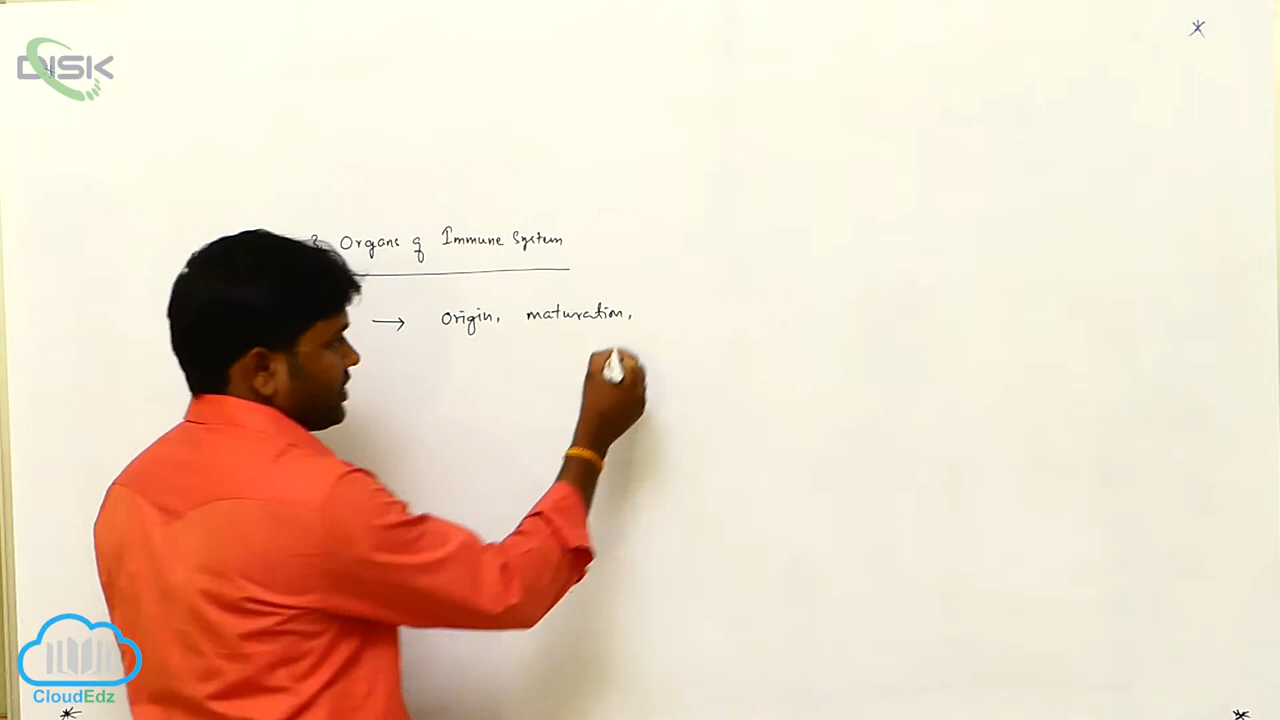 DISK
Organs of Immune System
→ Origin, maturation,
CloudEdz